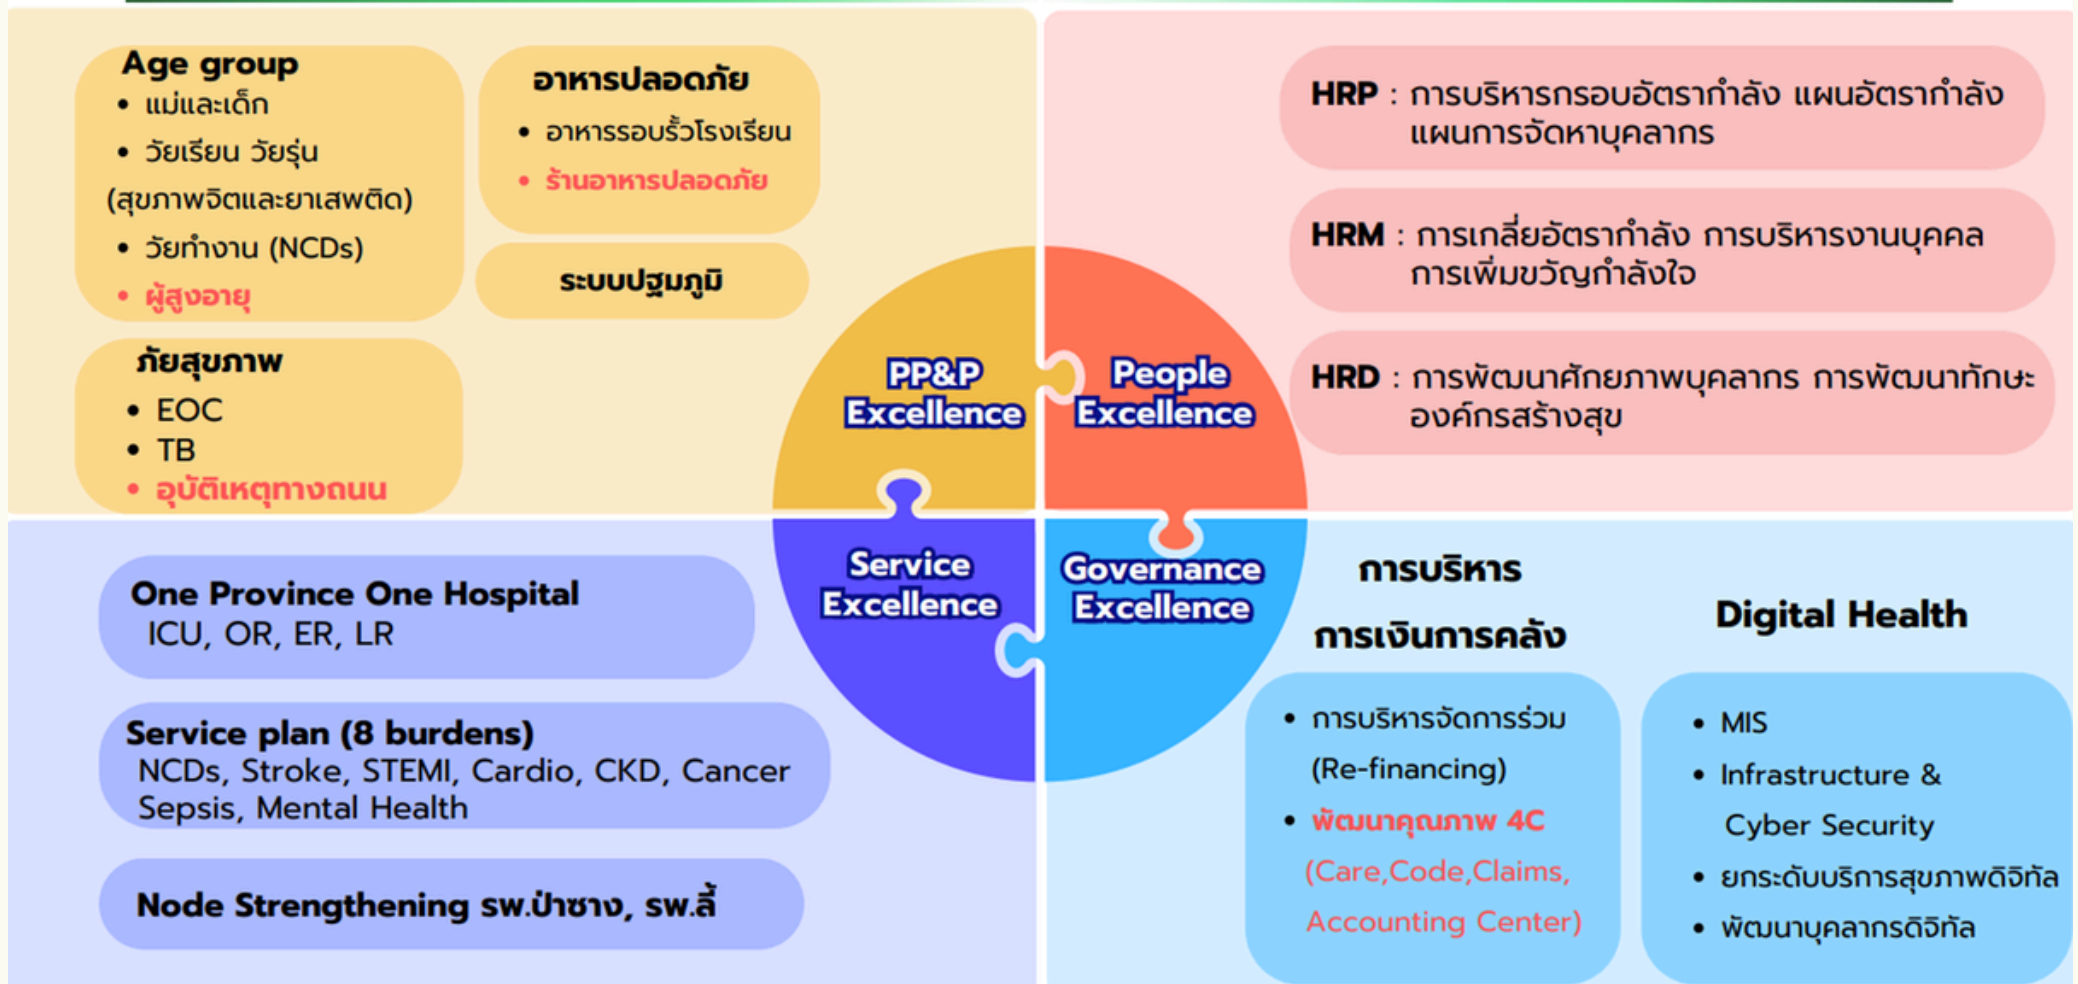 Age group
• แม่และเด็ก
• วัยเรียน วัยรุ่น
(สุขภาพจิตและยาเสพติด)
• วัยทำงาน (NCDs)
• ผู้สูงอายุ
อาหารปลอดภัย
• อาหารรอบรั้วโรงเรียน
• ร้านอาหารปลอดภัย
ระบบปฐมภูมิ
ภัยสุขภาพ
• EOC
• TB
• อุบัติเหตุทางถนน
PP&P
Excellence
People
Excellence
HRP : การบริหารกรอบอัตรากำลัง แผนอัตรากำลัง
แผนการจัดหาบุคลากร
HRM : การเกลี่ยอัตรากำลัง การบริหารงานบุคคล
การเพิ่มขวัญกำลังใจ
HRD : การพัฒนาศักยภาพบุคลากร การพัฒนาทักษะ
องค์กรสร้างสุข
One Province One Hospital
ICU, OR, ER, LR
Service plan (8 burdens)
NCDs, Stroke, STEMI, Cardio, CKD, Cancer
Sepsis, Mental Health
Node Strengthening รพ.ป่าซาง, รพ.ลี้
Service
Excellence
Governance
Excellence
การบริหาร
การเงินการคลัง
• การบริหารจัดการร่วม
(Re-financing)
• พัฒนาคุณภาพ 4C
(Care,Code,Claims,
Accounting Center)
Digital Health
• MIS
• Infrastructure &
Cyber Security
• ยกระดับบริการสุขภาพดิจิทัล
• พัฒนาบุคลากรดิจิทัล